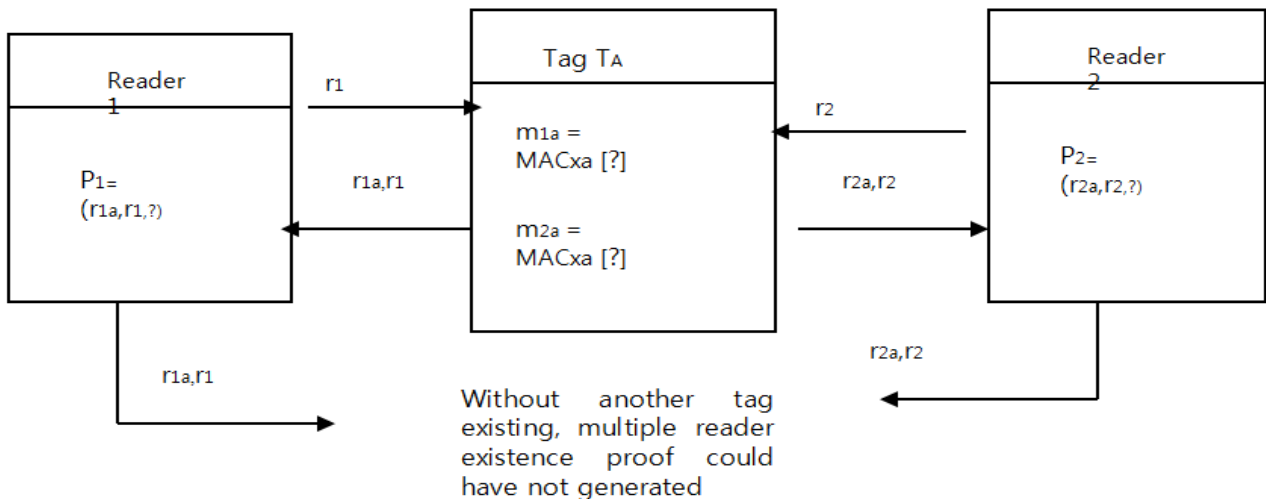 Reader
1
P1=
(r1a,r1,?)
r1
r1a,r1
r1a,r1
Tag TA
m1a =
MACxa [?]
m2a =
MACxa [?]
r2
r2a,r2
r2a,r2
Reader
2
P2=
(r2a,r2,?)
Without another tag
existing, multiple reader
existence proof could
have not generated